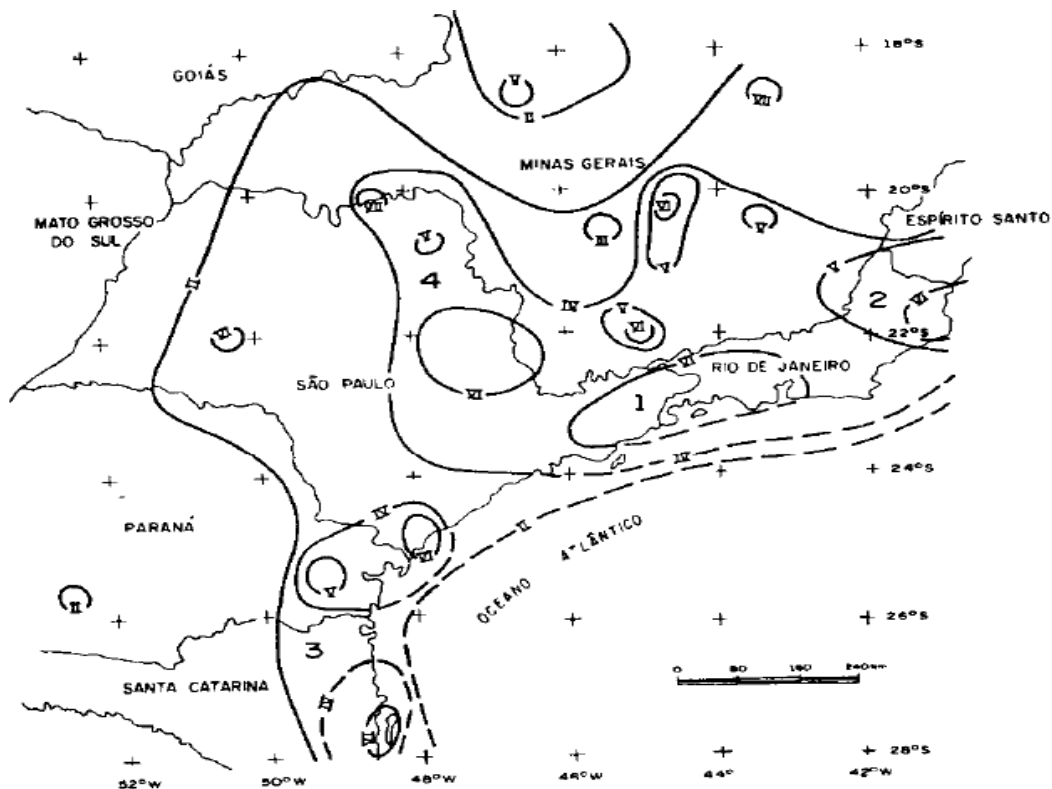 18°S
GOIÁS
V
II
VII
MINAS GERAIS
20°S
VII
VI
MATO GROSSO
DO SUL
ESPÍRITO SANTO
V
III
V
V
V
II
4
2
IV
V
VI
VI
VI
22°S
VI
RIO DE JANEIRO
SÃO PAULO
VI
1
IV
24°S
IV
PARANÁ
II
ATLÂNTICO
VI
V
OCEANO
II
26°S
3
0 80 160 240km
SANTA CATARINA
28°S
52°W
50°W
48°W
46°W
44°
42°W